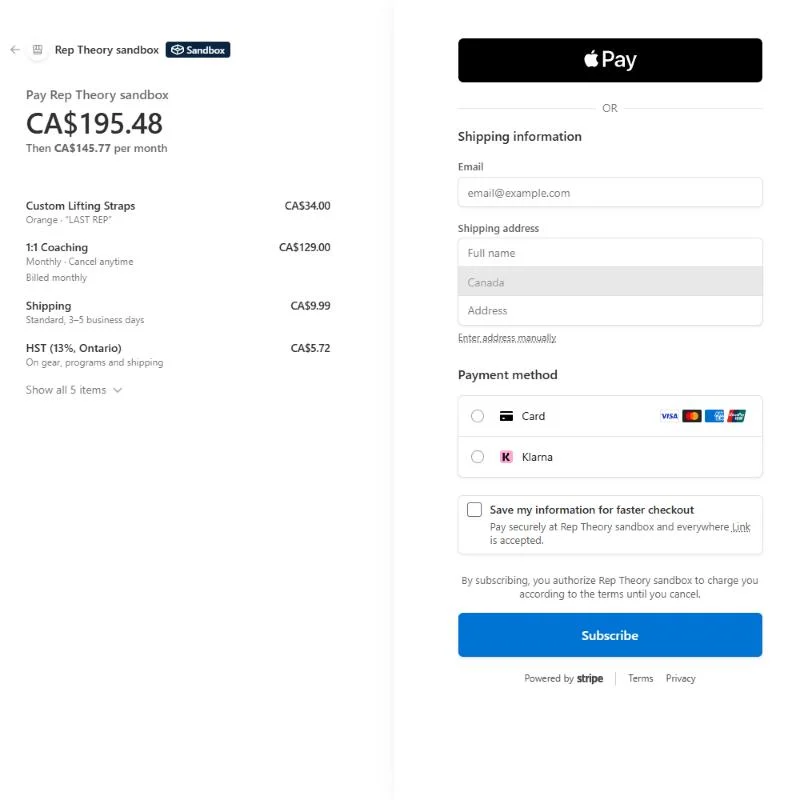 Rep Theory sandbox Sandbox
Pay Rep Theory sandbox
CA$195.48
Then CA$145.77 per month
Custom Lifting Straps CA$34.00
Orange · "LAST REP"
1:1 Coaching CA$129.00
Monthly · Cancel anytime
Billed monthly
Shipping CA$9.99
Standard, 3–5 business days
HST (13%, Ontario) CA$5.72
On gear, programs and shipping
Show all 5 items
Pay
OR
Shipping information
Email
email@example.com
Shipping address
Full name
Canada
Address
Enter address manually
Payment method
Card VISA
K Klarna
Save my information for faster checkout
Pay securely at Rep Theory sandbox and everywhere Link
is accepted.
By subscribing, you authorize Rep Theory sandbox to charge you
according to the terms until you cancel.
Subscribe
Powered by stripe Terms Privacy